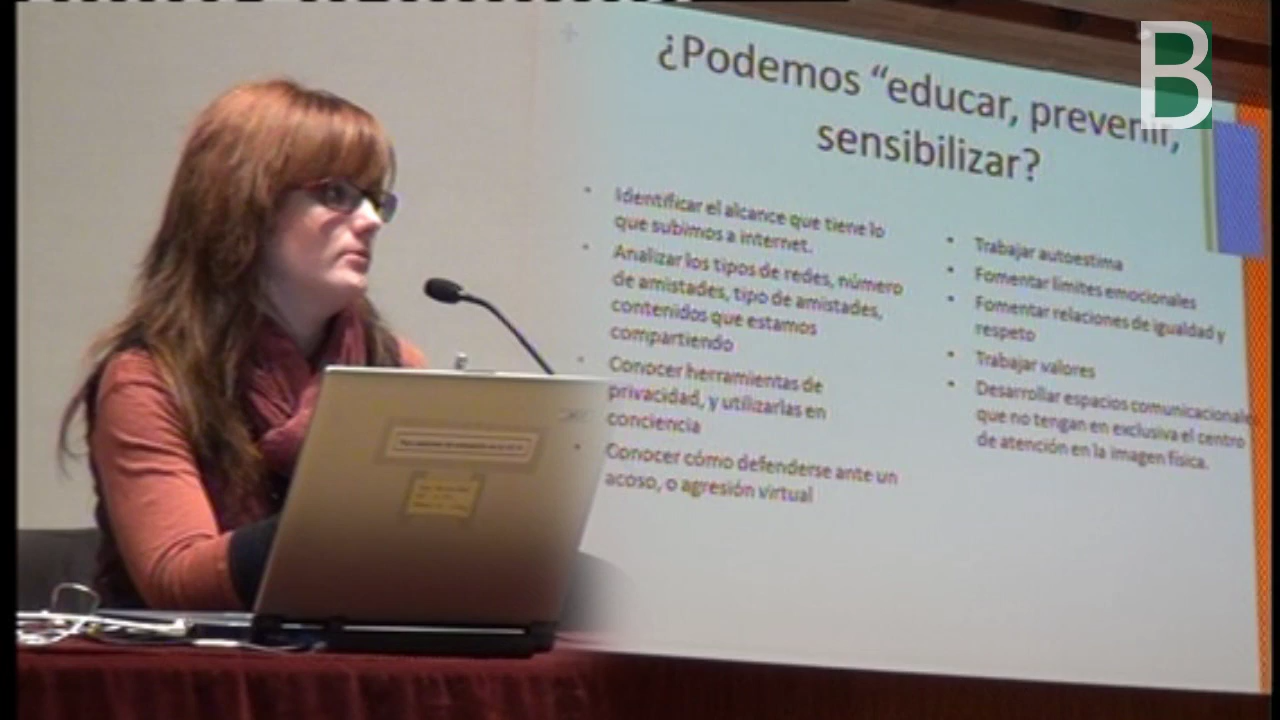 B
¿Podemos “educar, prevenir,
sensibilizar?
• Identificar el alcance que tiene lo
que subimos a internet.
• Analizar los tipos de redes, número
de amistades, tipo de amistades,
contenidos que estamos
compartiendo
• Conocer herramientas de
privacidad, y utilizarlas en
conciencia
• Conocer cómo defenderse ante un
acoso, o agresión virtual
• Trabajar autoestima
• Fomentar límites emocionales
• Fomentar relaciones de igualdad y
respeto
• Trabajar valores
• Desarrollar espacios comunicacionale
que no tengan en exclusiva el centro
de atención en la imagen física.